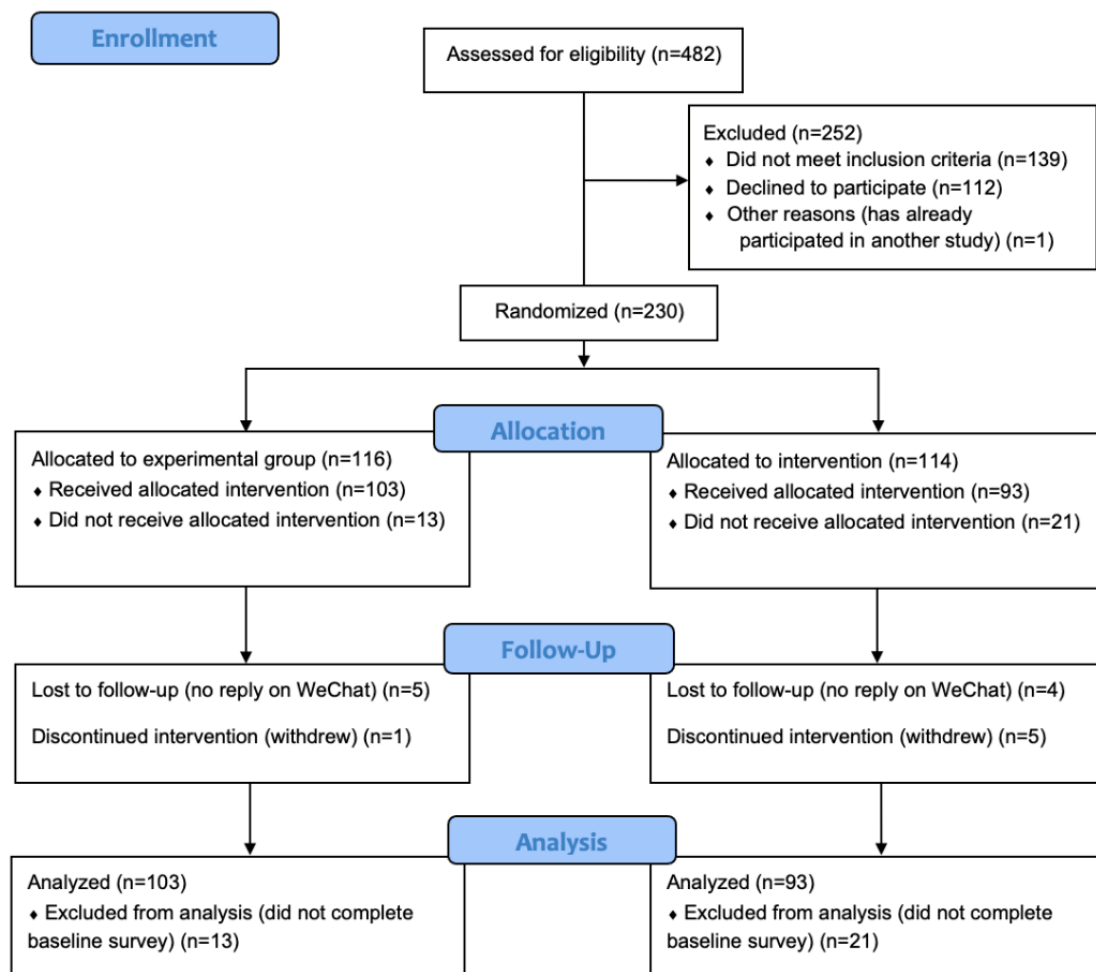 Enrollment
Assessed for eligibility (n=482)
Excluded (n=252)
♦ Did not meet inclusion criteria (n=139)
♦ Declined to participate (n=112)
♦ Other reasons (has already
participated in another study) (n=1)
Randomized (n=230)
Allocation
Allocated to experimental group (n=116)
♦ Received allocated intervention (n=103)
♦ Did not receive allocated intervention (n=13)
Allocated to intervention (n=114)
♦ Received allocated intervention (n=93)
♦ Did not receive allocated intervention (n=21)
Follow-Up
Lost to follow-up (no reply on WeChat) (n=5)
Discontinued intervention (withdrew) (n=1)
Lost to follow-up (no reply on WeChat) (n=4)
Discontinued intervention (withdrew) (n=5)
Analysis
Analyzed (n=103)
♦ Excluded from analysis (did not complete
baseline survey) (n=13)
Analyzed (n=93)
♦ Excluded from analysis (did not complete
baseline survey) (n=21)